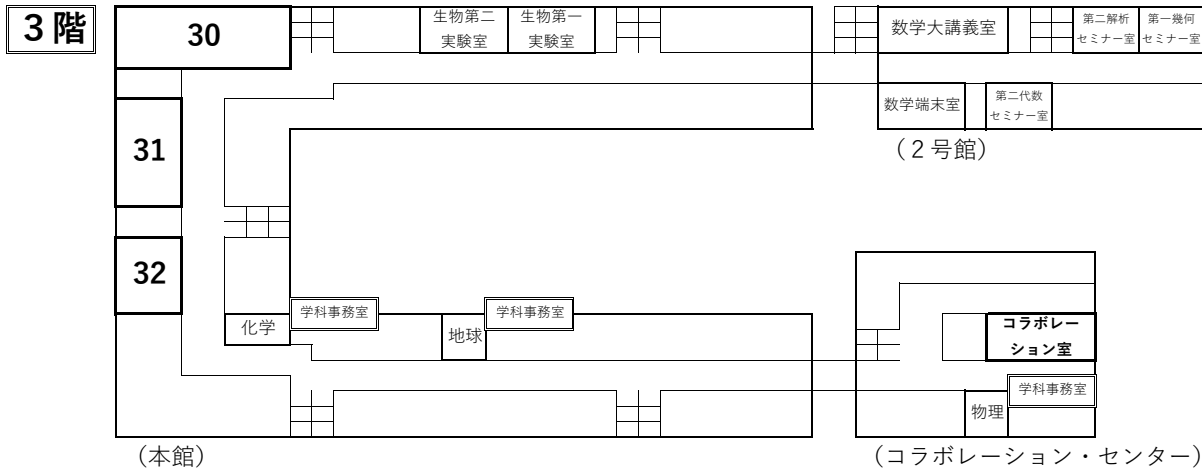 ３階
30
生物第二
実験室
生物第一
実験室
数学大講義室
第二解析
セミナー室
第一幾何
セミナー室
31
数学端末室
第二代数
セミナー室
（２号館）
32
化学
学科事務室
地球
学科事務室
コラボレー
ション室
学科事務室
物理
（本館）
（コラボレーション・センター）